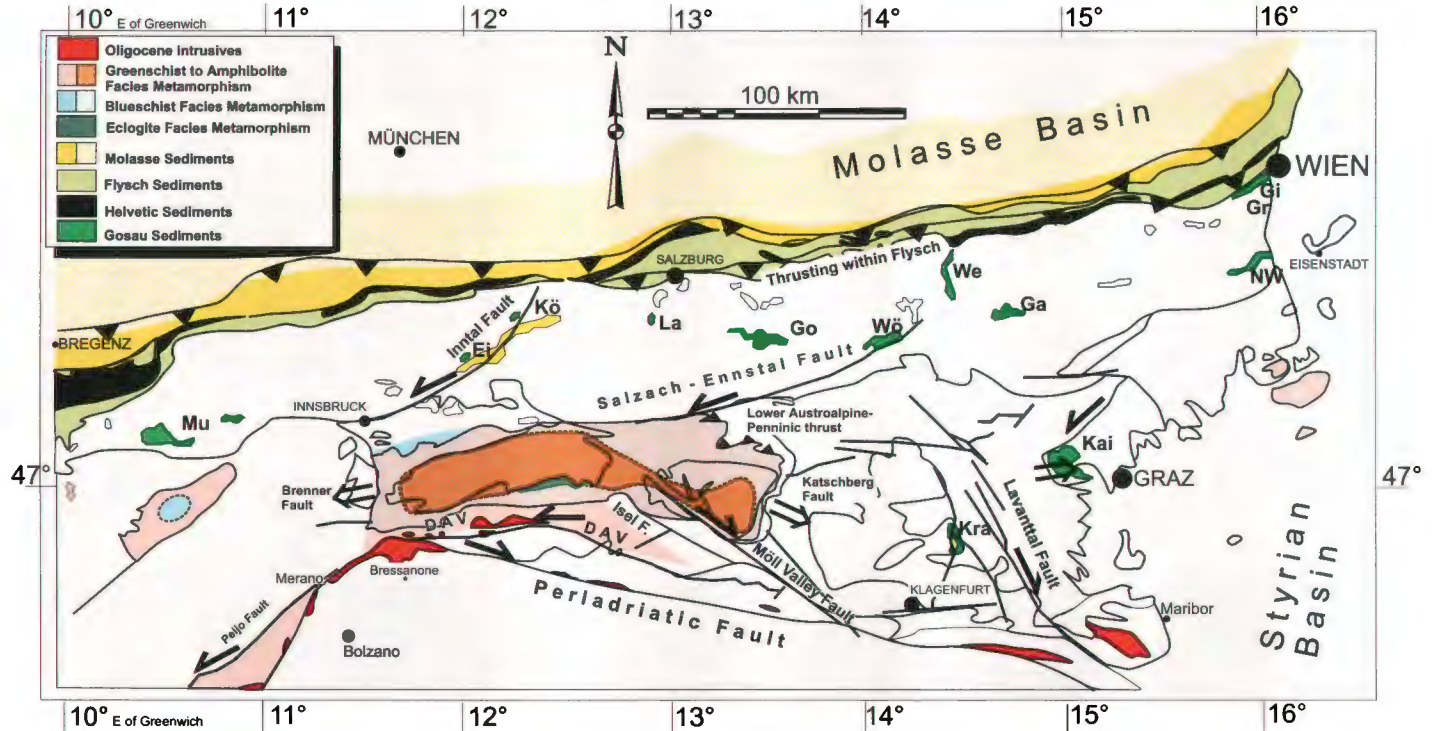 10° E of Greenwich 11° 12° 13° 14° 15° 16°
Oligocene intrusives
Greenschist to Amphibolite
Facies Metamorphism
Blueschist Facies Metamorphism
Eclogite Facies Metamorphism
Molasse Sediments
Flysch Sediments
Helvetic Sediments
Gosau Sediments
N
100 km
MÜNCHEN
Molasse Basin
WIEN
Gi
Gr
SALZBURG
Thrusting within Flysch
We
EISENSTADT
NW
Inntal Fault
Kö
La
Go
Wö
Ga
BREGENZ
Ei
Salzach - Ennstal Fault
INNSBRUCK
Mu
Lower Austroalpine-
Penninic thrust
Kai
47°
47°
GRAZ
Brenner
Fault
Katschberg
Fault
Lavanttal Fault
DAV
Isel F.
DAV
Kra
Möll Valley Fault
Merano
Bressanone
KLAGENFURT
Maribor
Periadriatic Fault
Peijo Fault
Bolzano
Styrian
Basin
10° E of Greenwich 11° 12° 13° 14° 15° 16°